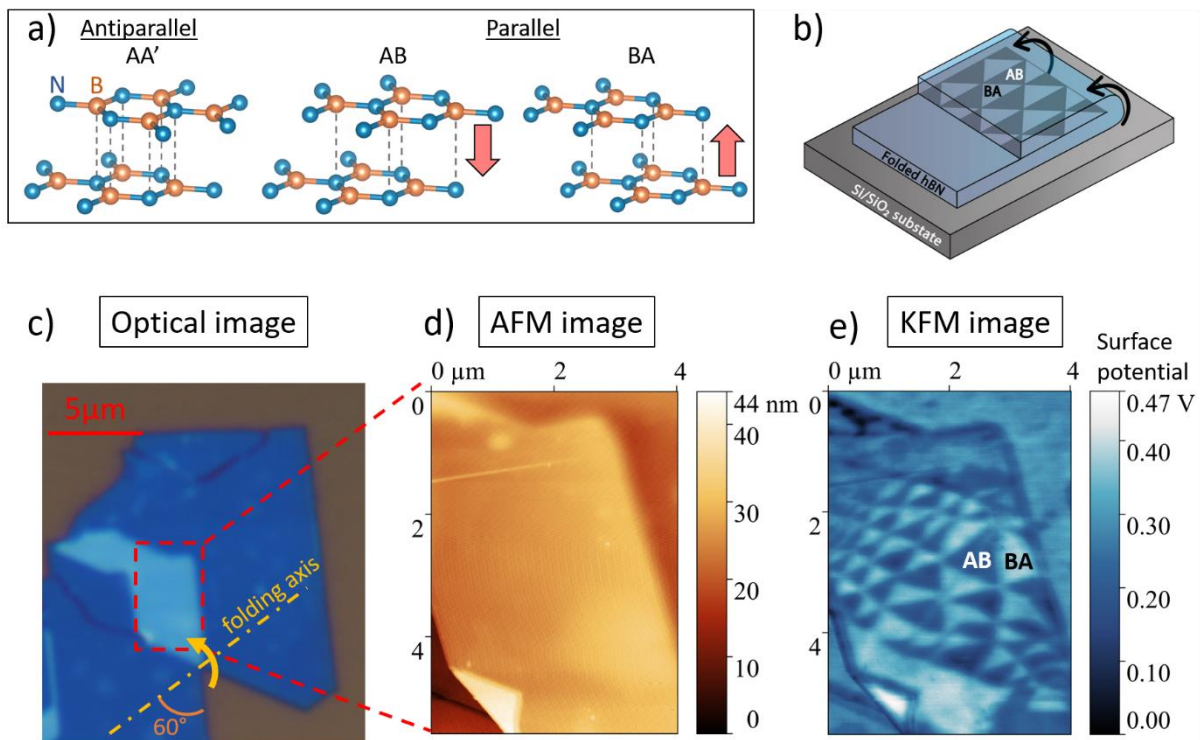 a)
Antiparallel
Parallel
AA’
AB
BA
N
B
b)
AB
BA
Folded hBN
Si/SiO₂ substate
c)
Optical image
5µm
folding axis
60°
d)
AFM image
0 µm
2
4
0
2
4
44 nm
40
30
20
10
0
e)
KFM image
Surface
potential
0 µm
2
4
0
2
4
AB
BA
0.47 V
0.40
0.30
0.20
0.10
0.00